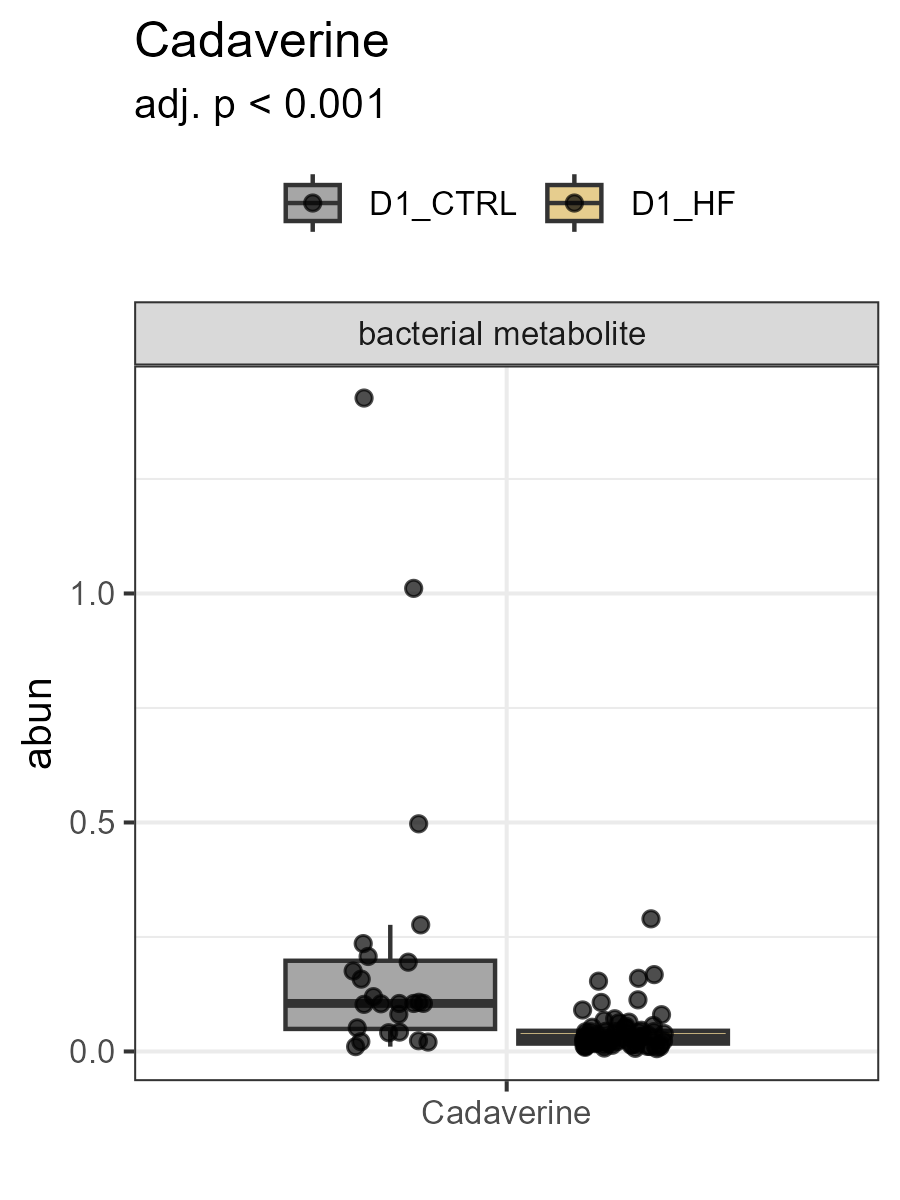 Cadaverine
adj. p < 0.001
D1_CTRL D1_HF
bacterial metabolite
1.0
0.5
0.0
abun
Cadaverine